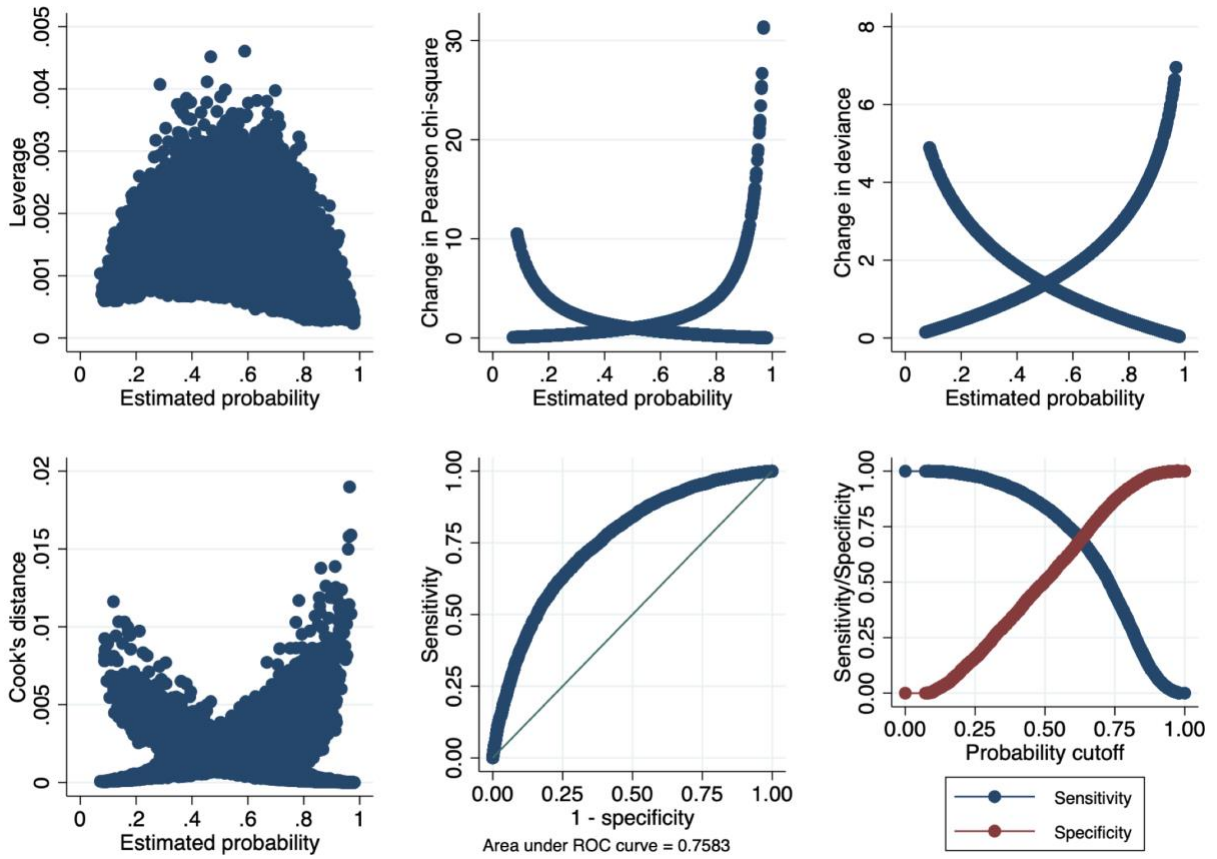 Leverage
.005
.004
.003
.002
.001
0
0 .2 .4 .6 .8 1
Estimated probability
Change in Pearson chi-square
30
20
10
0
0 .2 .4 .6 .8 1
Estimated probability
Change in deviance
8
6
4
2
0
0 .2 .4 .6 .8 1
Estimated probability
Cook's distance
.02
.015
.01
.005
0
0 .2 .4 .6 .8 1
Estimated probability
Sensitivity
1.00
0.75
0.50
0.25
0.00
0.00 0.25 0.50 0.75 1.00
1 - specificity
Area under ROC curve = 0.7583
Sensitivity/Specificity
1.00
0.75
0.50
0.25
0.00
0.00 0.25 0.50 0.75 1.00
Probability cutoff
Sensitivity
Specificity